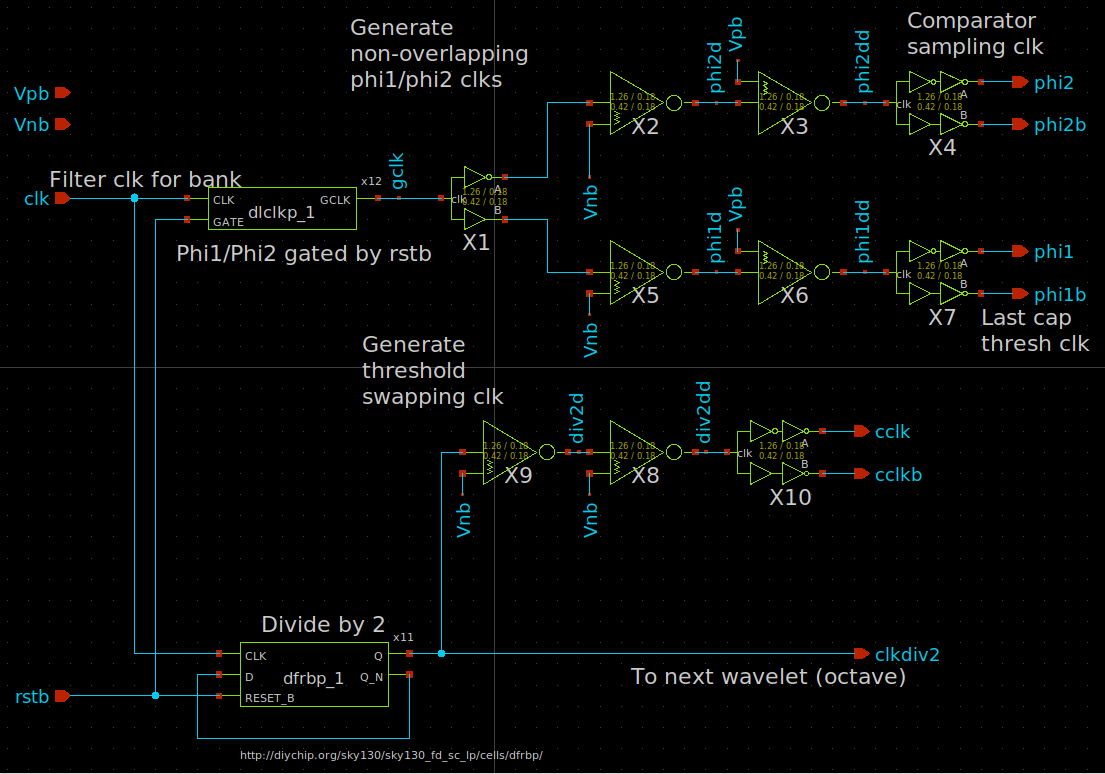 Generate
non-overlapping
phi1/phi2 clks
Comparator
sampling clk
Vpb
Vnb
phi2d
Vpb
phi2dd
1.26 / 0.18
0.42 / 0.18
X2
1.26 / 0.18
0.42 / 0.18
X3
clk
1.26 / 0.18
0.42 / 0.18
A
B
X4
phi2
phi2b
Vnb
Filter clk for bank
clk
x12
CLK
GATE
dlclkp_1
GCLK
gclk
clk
1.26 / 0.18
0.42 / 0.18
A
B
X1
Phi1/Phi2 gated by rstb
phi1d
Vpb
phi1dd
1.26 / 0.18
0.42 / 0.18
X5
1.26 / 0.18
0.42 / 0.18
X6
clk
1.26 / 0.18
0.42 / 0.18
A
B
X7
phi1
phi1b
Vnb
Last cap
thresh clk
Generate
threshold
swapping clk
div2d
div2dd
1.26 / 0.18
0.42 / 0.18
X9
1.26 / 0.18
0.42 / 0.18
X8
clk
1.26 / 0.18
0.42 / 0.18
A
B
X10
cclk
cclkb
Vnb
Vnb
Divide by 2
x11
CLK
D
RESET_B
dfrbp_1
Q
Q_N
rstb
clkdiv2
To next wavelet (octave)
http://diychip.org/sky130/sky130_fd_sc_lp/cells/dfrbp/